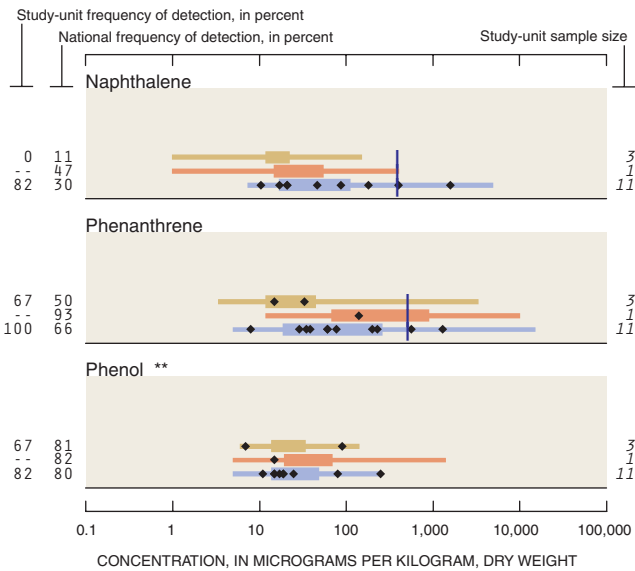 Study-unit frequency of detection, in percent
National frequency of detection, in percent
Study-unit sample size
Naphthalene
0 11 3
-- 47 1
82 30 11
Phenanthrene
67 50 3
-- 93 1
100 66 11
Phenol **
67 81 3
-- 82 1
82 80 11
0.1 1 10 100 1,000 10,000 100,000
CONCENTRATION, IN MICROGRAMS PER KILOGRAM, DRY WEIGHT